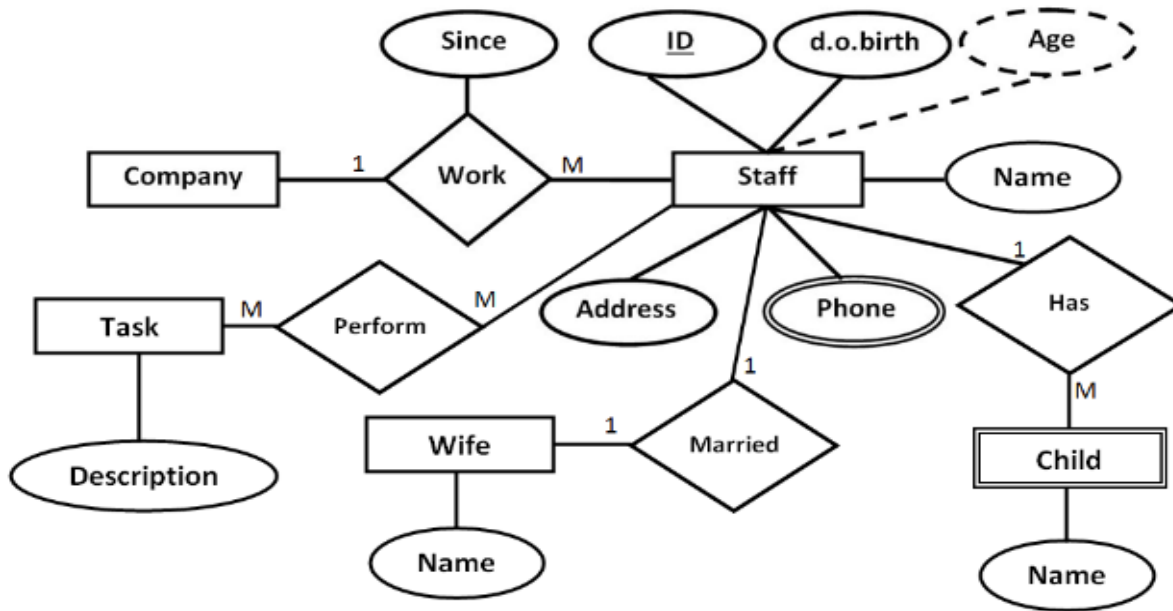 Since
ID
d.o.birth
Age
Company
1
Work
M
Staff
Name
Task
M
Perform
M
Address
Phone
1
Has
Description
Wife
1
Married
1
M
Child
Name
Name